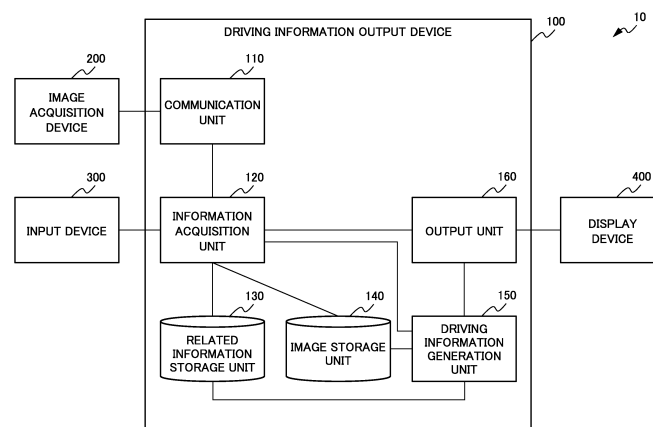 DRIVING INFORMATION OUTPUT DEVICE
100
10
200
IMAGE
ACQUISITION
DEVICE
110
COMMUNICATION
UNIT
300
INPUT DEVICE
120
INFORMATION
ACQUISITION
UNIT
160
OUTPUT UNIT
400
DISPLAY
DEVICE
130
RELATED
INFORMATION
STORAGE UNIT
140
IMAGE STORAGE
UNIT
150
DRIVING
INFORMATION
GENERATION
UNIT